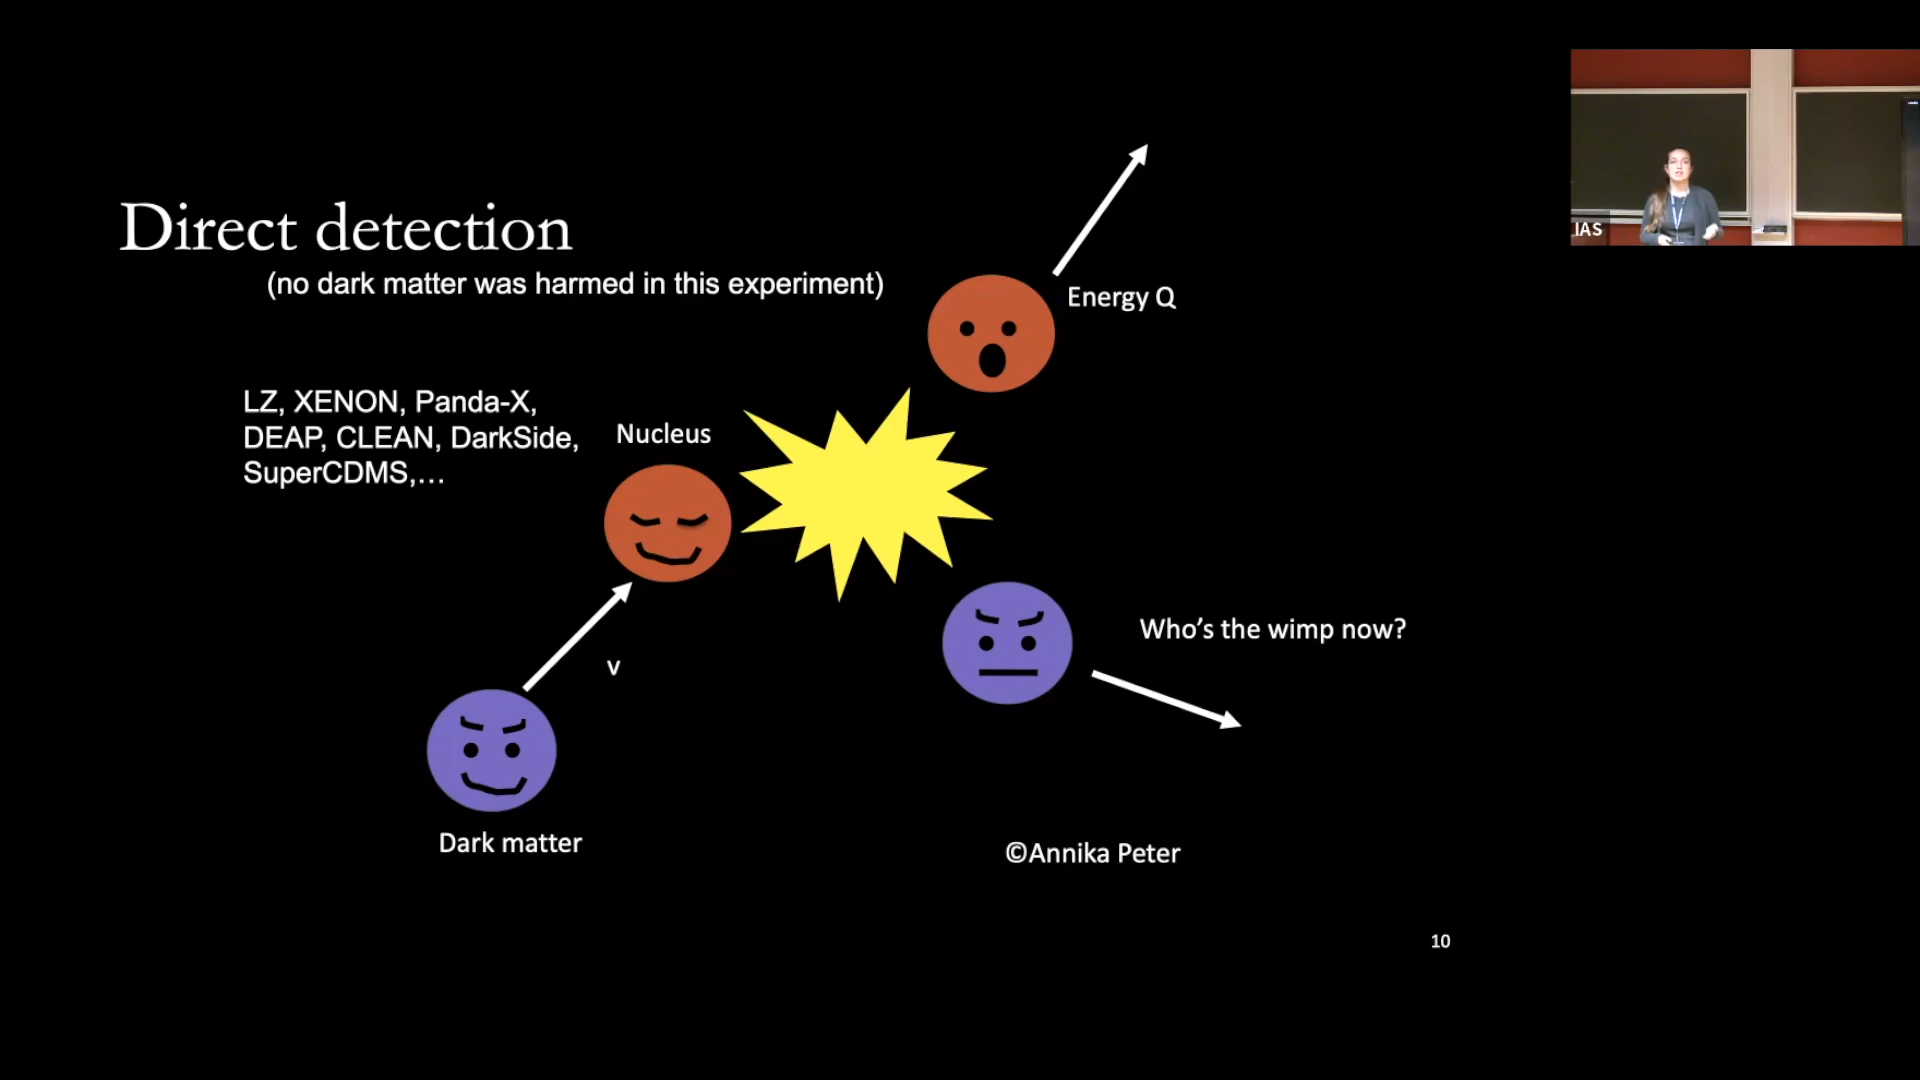 Direct detection
(no dark matter was harmed in this experiment)
Energy Q
LZ, XENON, Panda-X,
DEAP, CLEAN, DarkSide,
SuperCDMS,...
Nucleus
Who's the wimp now?
v
Dark matter
©Annika Peter
10
IAS